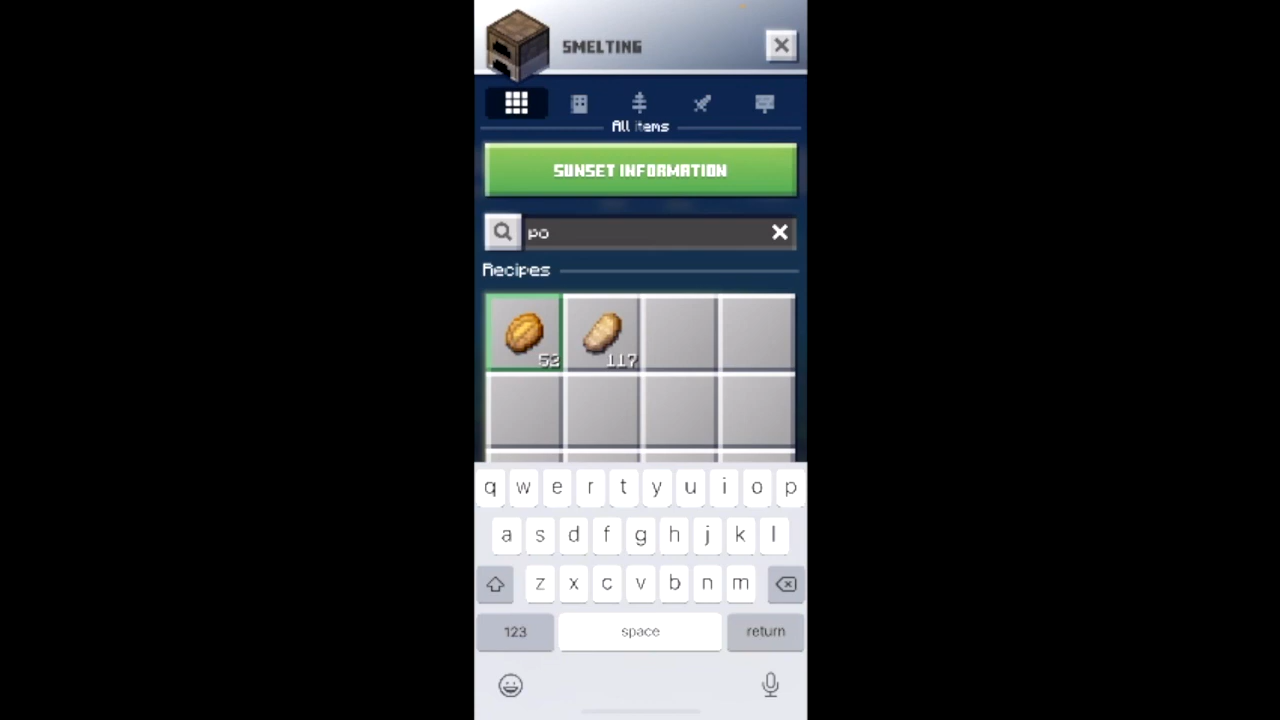 SMELTING
All items
SUNSET INFORMATION
po
Recipes
53 117
q w e r t y u i o p
a s d f g h j k l
z x c v b n m
123 space return